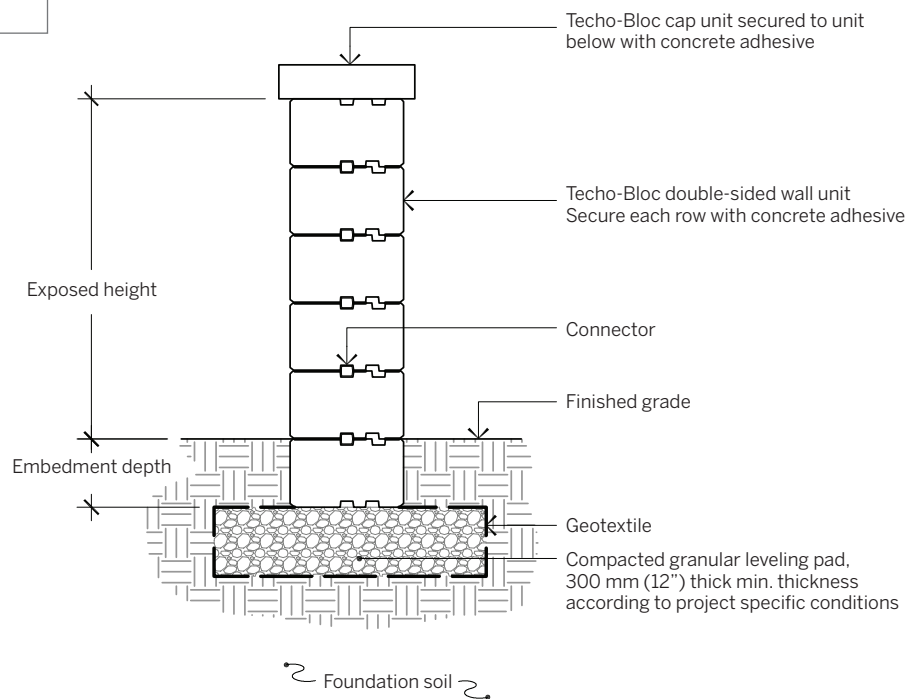 Techo-Bloc cap unit secured to unit
below with concrete adhesive
Techo-Bloc double-sided wall unit
Secure each row with concrete adhesive
Exposed height
Connector
Finished grade
Embedment depth
Geotextile
Compacted granular leveling pad,
300 mm (12”) thick min. thickness
according to project specific conditions
Foundation soil